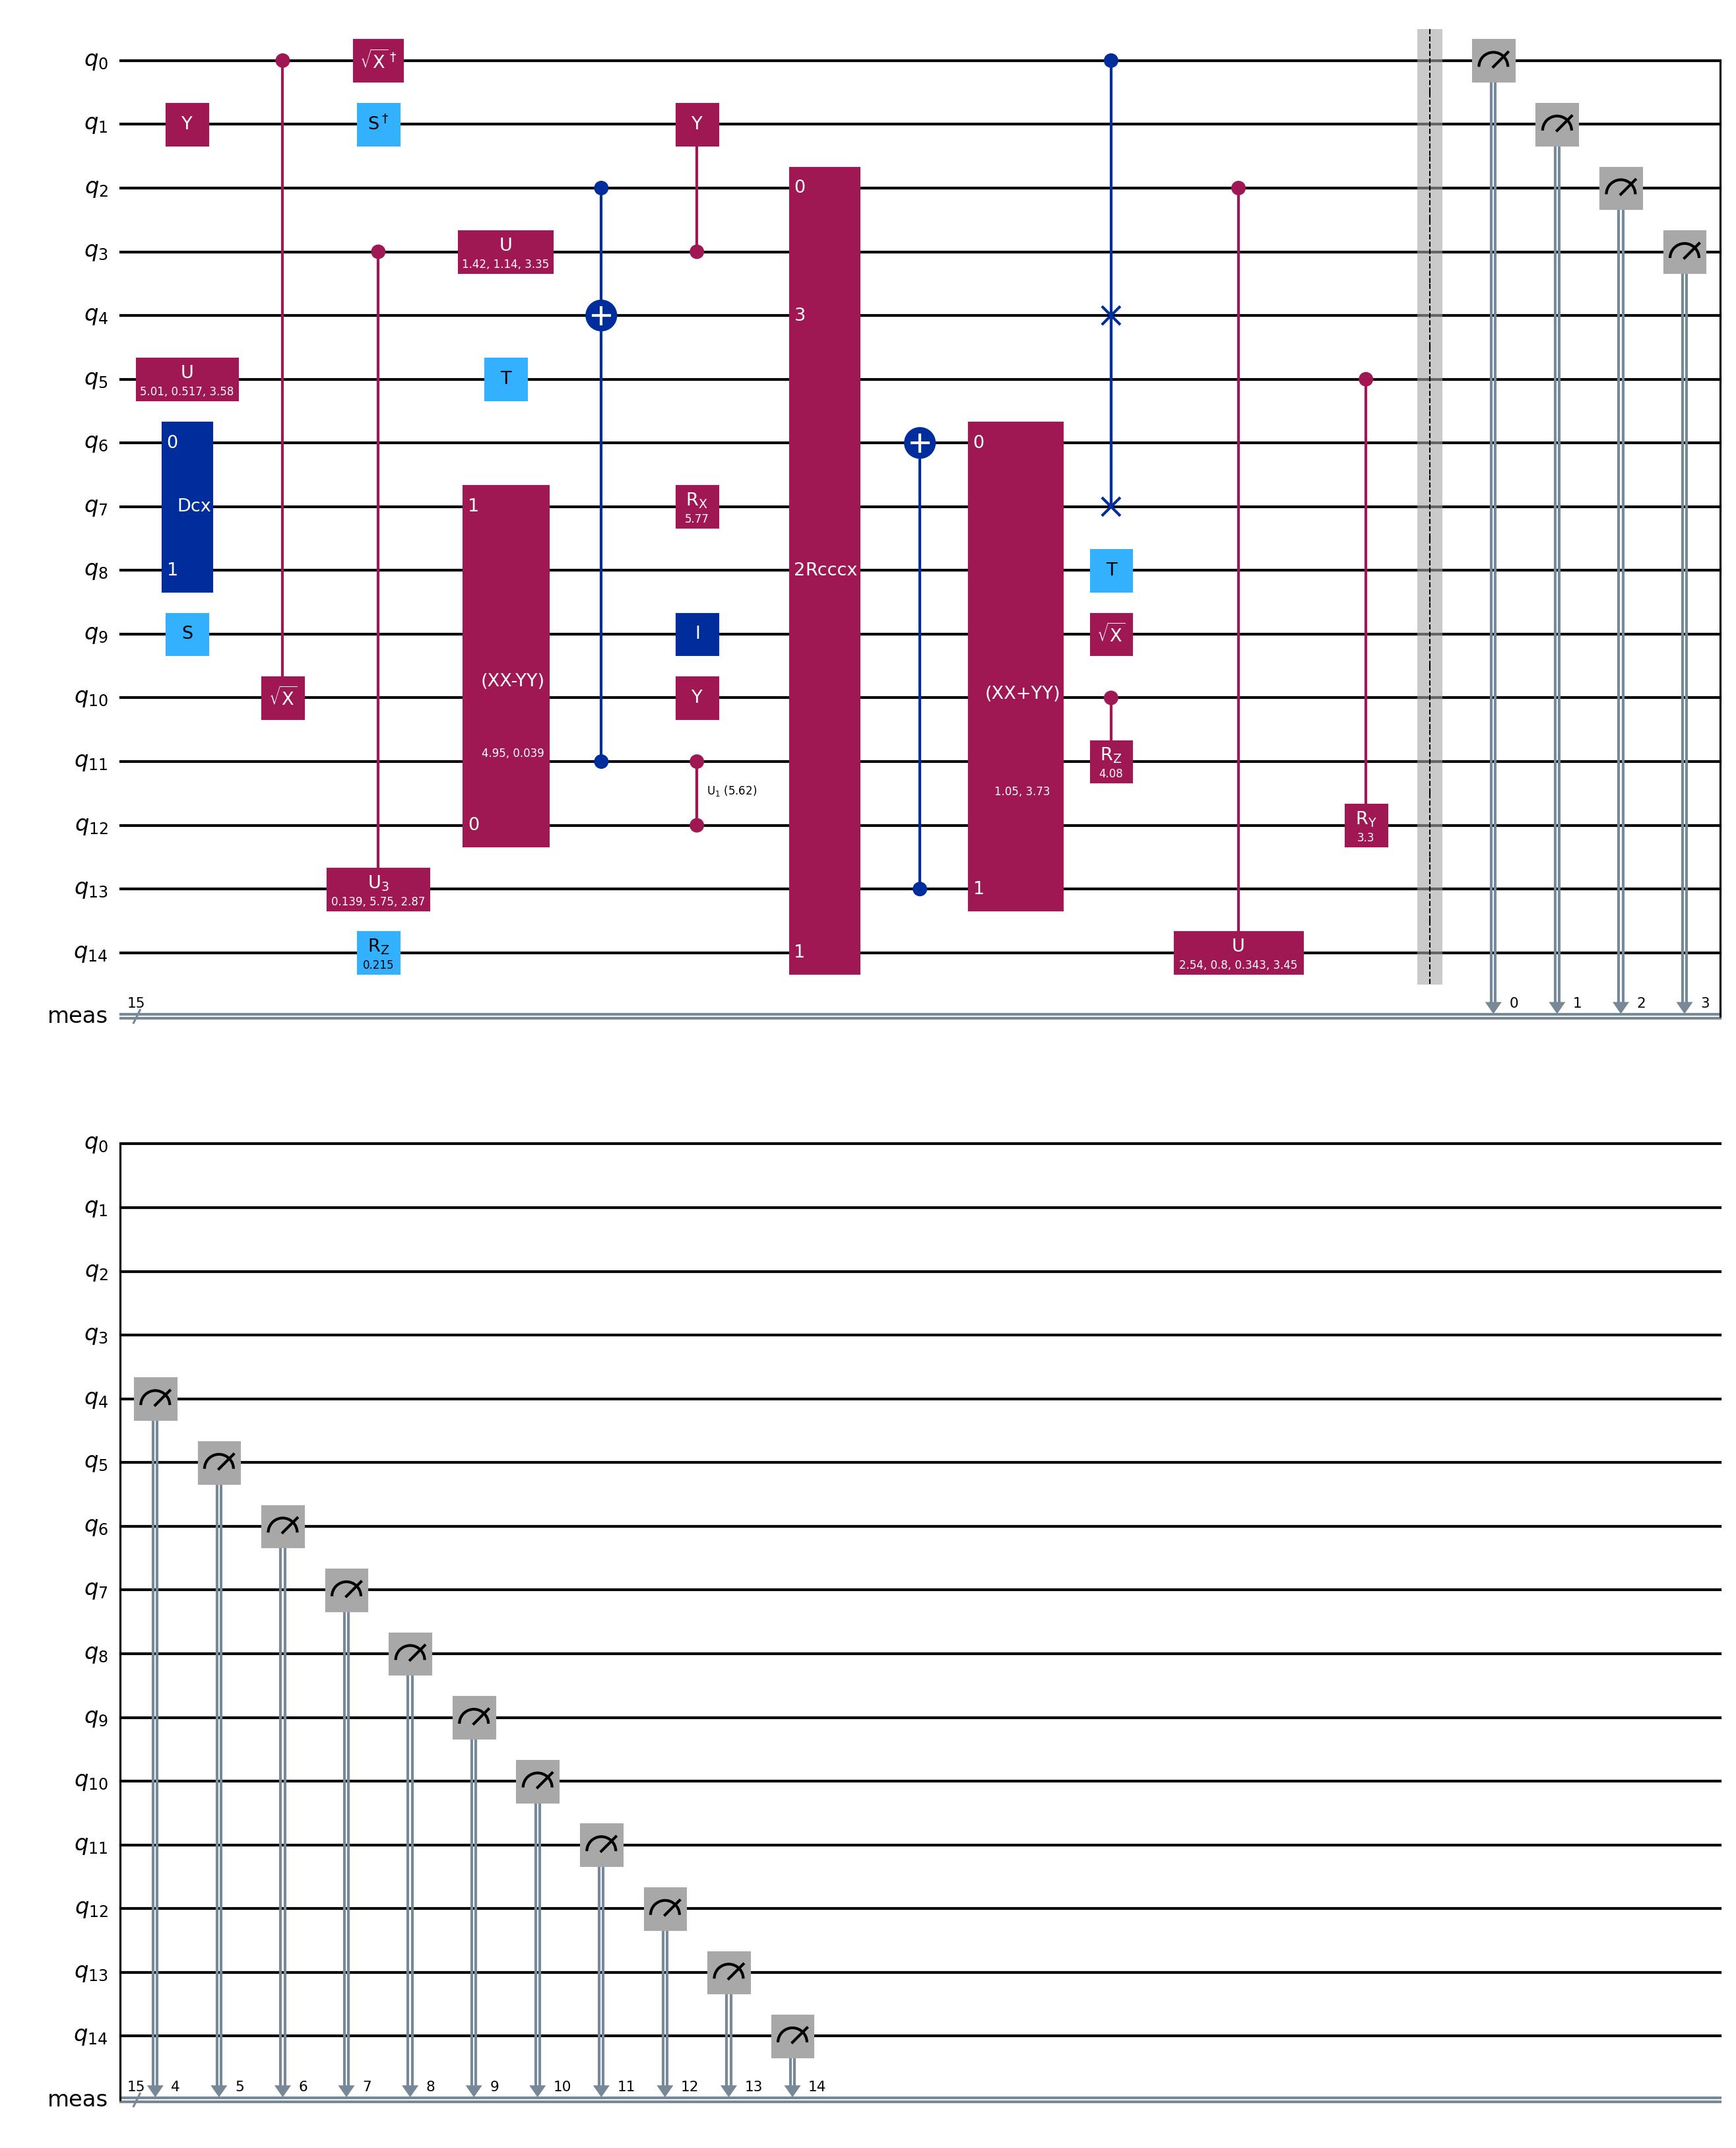 q0 √X†
q1 Y S† Y
q2 0
q3 U
1.42, 1.14, 3.35
q4 3
q5 U T
5.01, 0.517, 3.58
q6 0 0
q7 Dcx 1 RX
5.77
q8 1 2Rcccx T
q9 S I √X
(XX-YY) (XX+YY)
q10 √X Y
q11 4.95, 0.039 RZ
4.08
U1 (5.62) 1.05, 3.73
q12 0 RY
3.3
q13 U3 1
0.139, 5.75, 2.87
q14 RZ 1 U
0.215 2.54, 0.8, 0.343, 3.45
meas 15 0 1 2 3
q0
q1
q2
q3
q4
q5
q6
q7
q8
q9
q10
q11
q12
q13
q14
meas 15 4 5 6 7 8 9 10 11 12 13 14